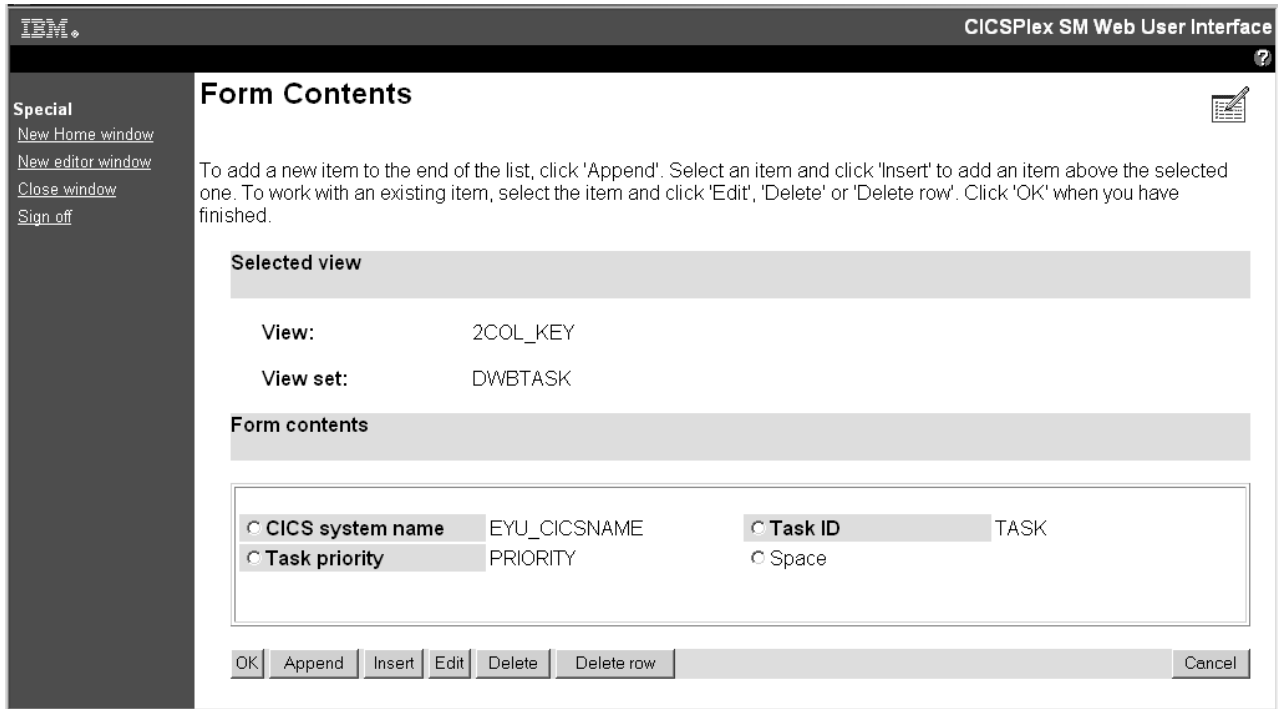 IBM®
CICSPlex SM Web User Interface
?
Special
New Home window
New editor window
Close window
Sign off
Form Contents
To add a new item to the end of the list, click 'Append'. Select an item and click 'Insert' to add an item above the selected
one. To work with an existing item, select the item and click 'Edit', 'Delete' or 'Delete row'. Click 'OK' when you have
finished.
Selected view
View: 2COL_KEY
View set: DWBTASK
Form contents
CICS system name EYU_CICSNAME Task ID TASK
Task priority PRIORITY Space
OK Append Insert Edit Delete Delete row Cancel